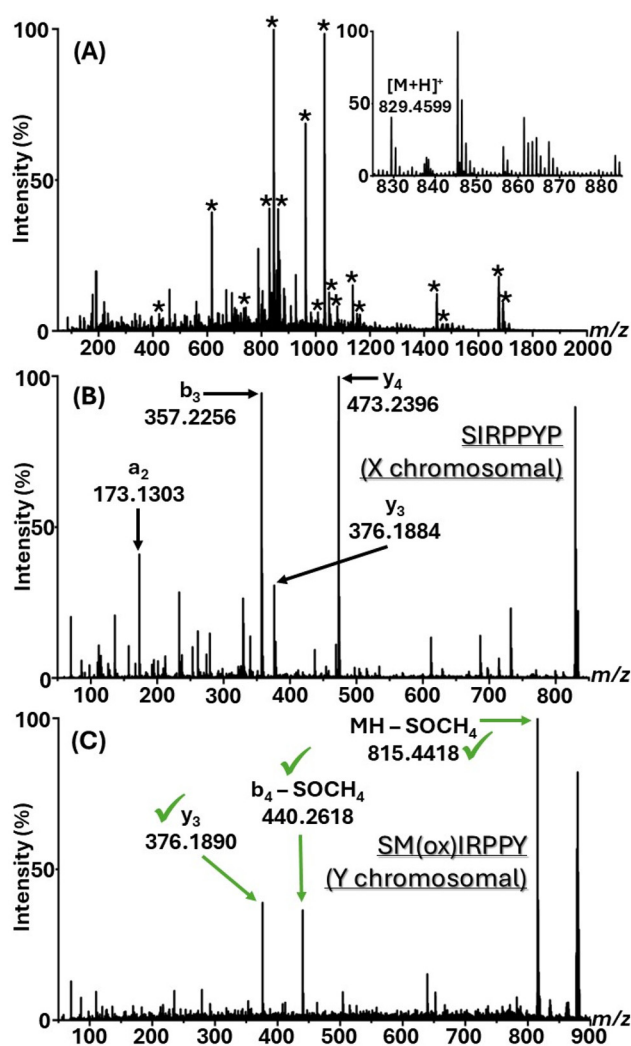 (A)
100
50
0
Intensity (%)
* * * * * * * * * * * * * * * *
200 400 600 800 1000 1200 1400 1600 1800 2000
m/z
100
50
0
[M+H]+
829.4599
830 840 850 860 870 880
(B)
100
50
0
Intensity (%)
b3
357.2256
y4
473.2396
SIRPPYP
(X chromosomal)
a2
173.1303
y3
376.1884
100 200 300 400 500 600 700 800
m/z
(C)
100
50
0
Intensity (%)
MH – SOCH4
815.4418
b4 – SOCH4
440.2618
y3
376.1890
SM(ox)IRPPY
(Y chromosomal)
100 200 300 400 500 600 700 800 900
m/z